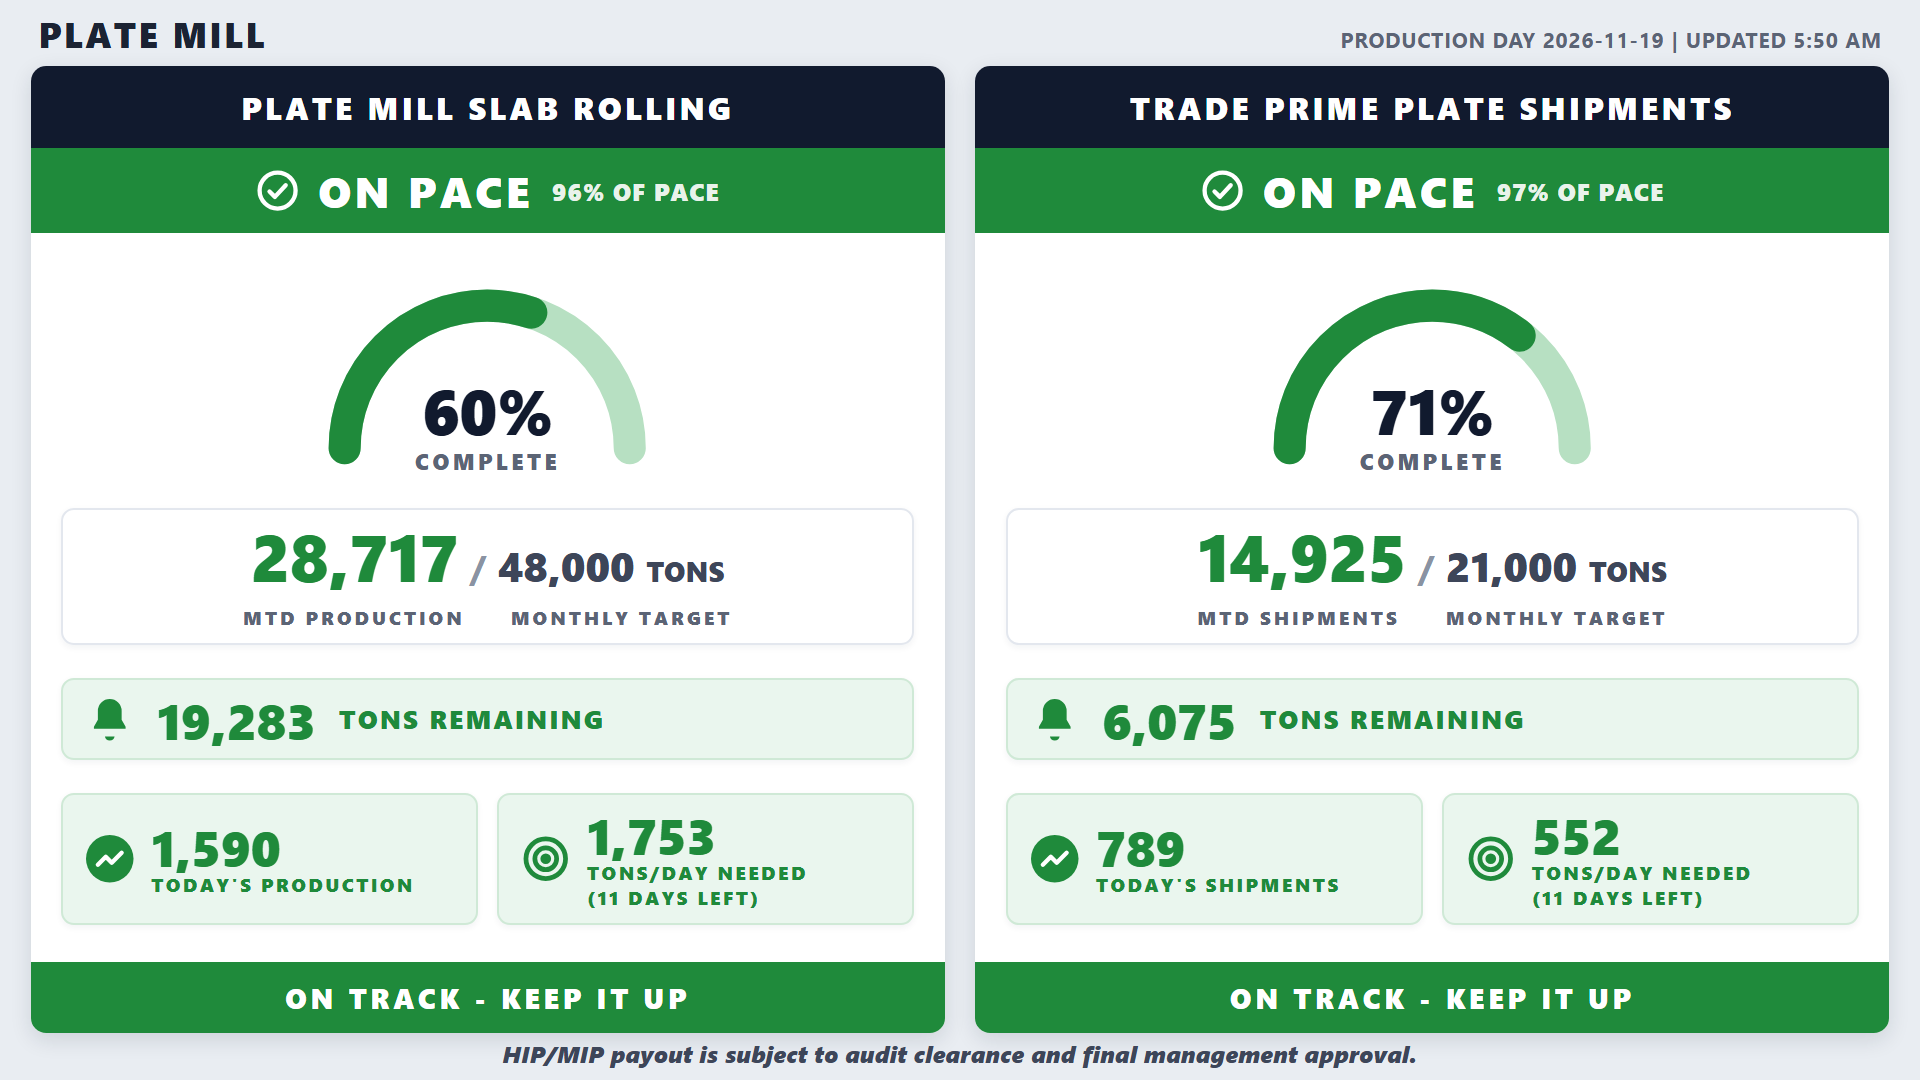 PLATE MILL
PRODUCTION DAY 2026-11-19 | UPDATED 5:50 AM
PLATE MILL SLAB ROLLING
ON PACE 96% OF PACE
60%
COMPLETE
28,717 / 48,000 TONS
MTD PRODUCTION MONTHLY TARGET
19,283 TONS REMAINING
1,590
TODAY'S PRODUCTION
1,753
TONS/DAY NEEDED
(11 DAYS LEFT)
ON TRACK - KEEP IT UP
TRADE PRIME PLATE SHIPMENTS
ON PACE 97% OF PACE
71%
COMPLETE
14,925 / 21,000 TONS
MTD SHIPMENTS MONTHLY TARGET
6,075 TONS REMAINING
789
TODAY'S SHIPMENTS
552
TONS/DAY NEEDED
(11 DAYS LEFT)
ON TRACK - KEEP IT UP
HIP/MIP payout is subject to audit clearance and final management approval.